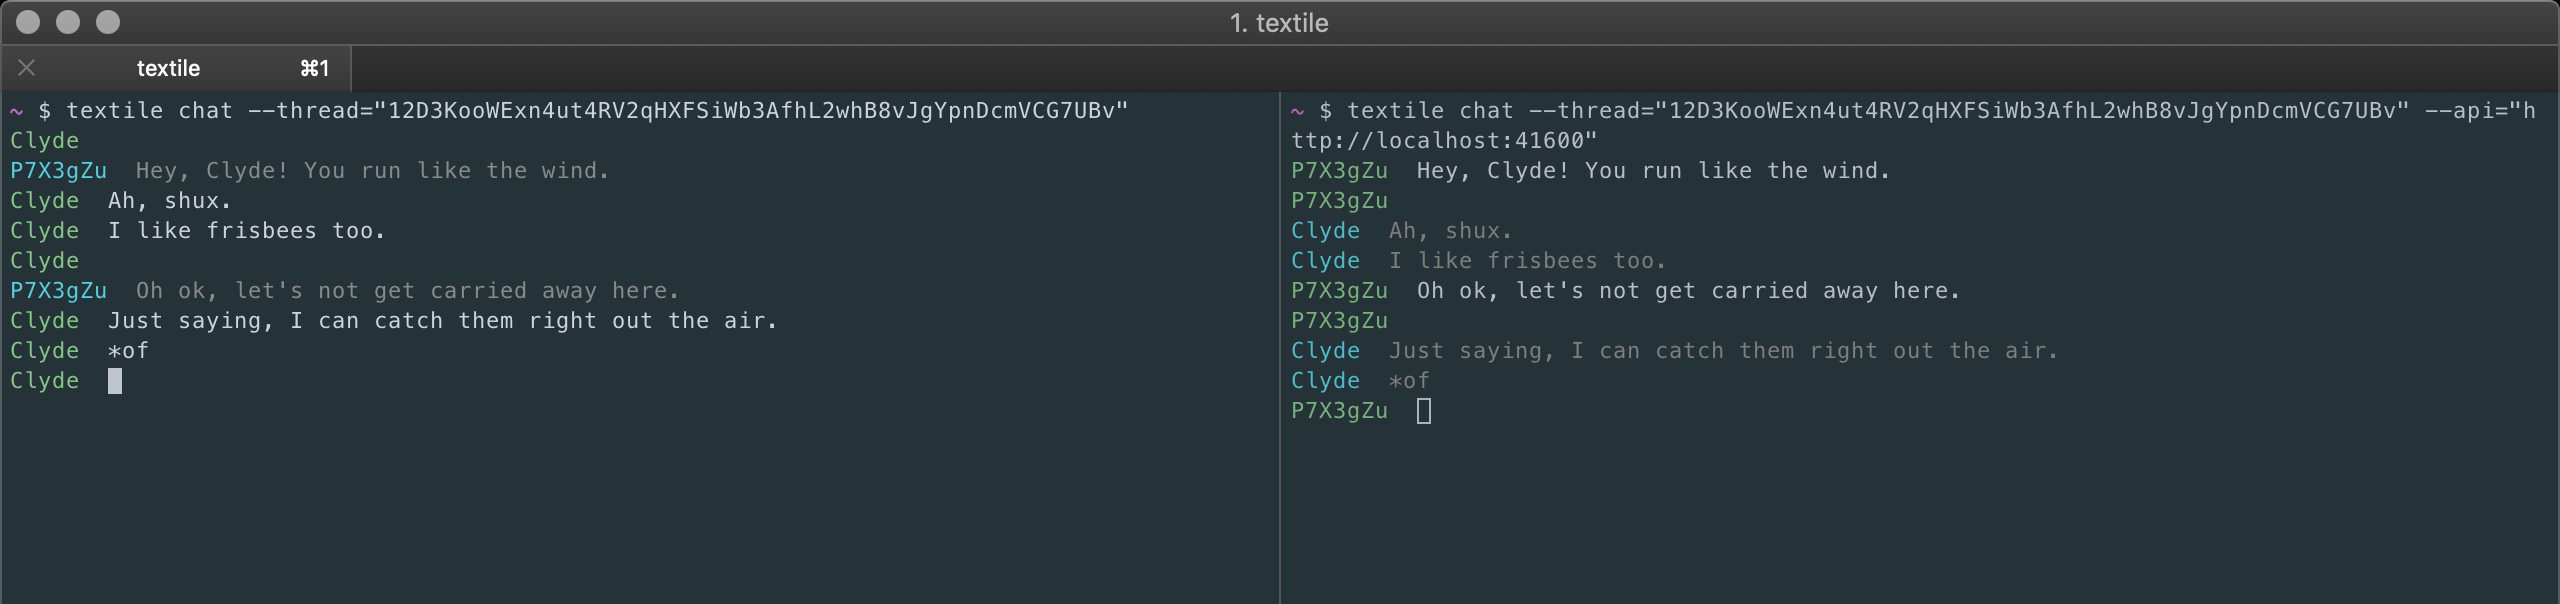 1. textile
textile ⌘1
~ $ textile chat --thread="12D3KooWExn4ut4RV2qHXFSiWb3AfhL2whB8vJgYpnDcmVCG7UBv"
Clyde
P7X3gZu  Hey, Clyde! You run like the wind.
Clyde  Ah, shux.
Clyde  I like frisbees too.
Clyde
P7X3gZu  Oh ok, let's not get carried away here.
Clyde  Just saying, I can catch them right out the air.
Clyde  *of
Clyde
~ $ textile chat --thread="12D3KooWExn4ut4RV2qHXFSiWb3AfhL2whB8vJgYpnDcmVCG7UBv" --api="h
ttp://localhost:41600"
P7X3gZu  Hey, Clyde! You run like the wind.
P7X3gZu
Clyde  Ah, shux.
Clyde  I like frisbees too.
P7X3gZu  Oh ok, let's not get carried away here.
P7X3gZu
Clyde  Just saying, I can catch them right out the air.
Clyde  *of
P7X3gZu